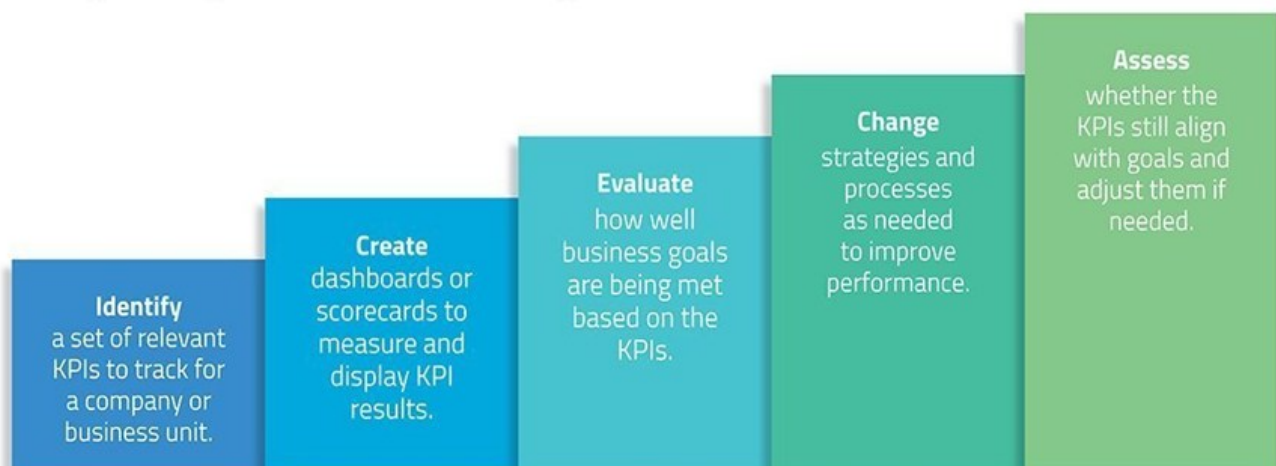 Identify
a set of relevant
KPIs to track for
a company or
business unit.
Create
dashboards or
scorecards to
measure and
display KPI
results.
Evaluate
how well
business goals
are being met
based on the
KPIs.
Change
strategies and
processes
as needed
to improve
performance.
Assess
whether the
KPIs still align
with goals and
adjust them if
needed.